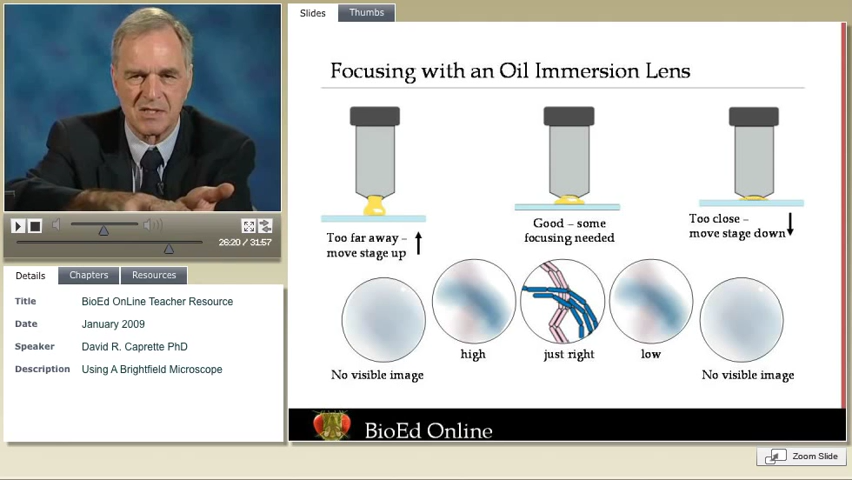 Slides
Thumbs
Focusing with an Oil Immersion Lens
Too far away –
move stage up
Good – some
focusing needed
Too close –
move stage down
high
just right
low
No visible image
No visible image
BioEd Online
Zoom Slide
26:20 / 31:57
Details
Chapters
Resources
Title BioEd OnLine Teacher Resource
Date January 2009
Speaker David R. Caprette PhD
Description Using A Brightfield Microscope